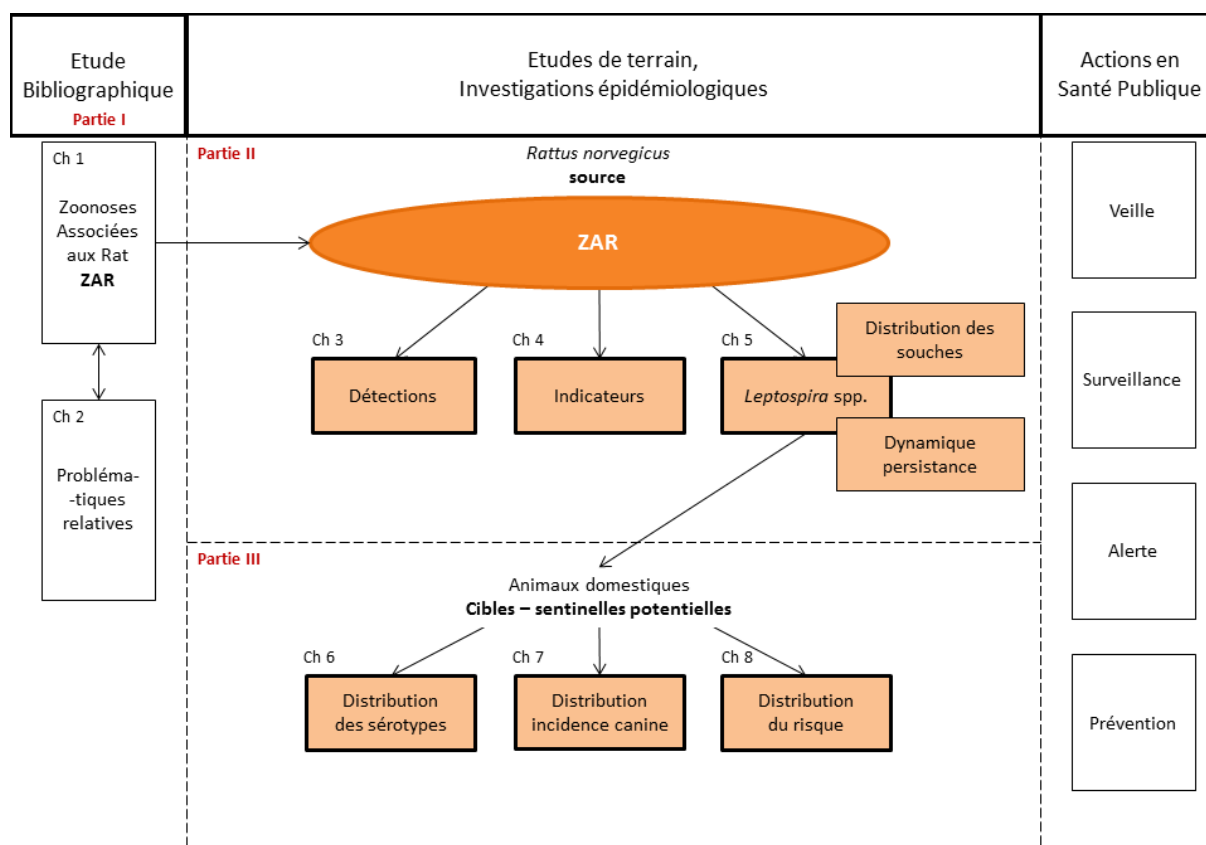 Etude
Bibliographique
Partie I
Etudes de terrain,
Investigations épidémiologiques
Actions en
Santé Publique
Ch 1
Zoonoses
Associées
aux Rat
ZAR
Ch 2
Probléma-
-tiques
relatives
Partie II
Rattus norvegicus
source
ZAR
Ch 3
Détections
Ch 4
Indicateurs
Ch 5
Leptospira spp.
Distribution des
souches
Dynamique
persistance
Partie III
Animaux domestiques
Cibles – sentinelles potentielles
Ch 6
Distribution
des sérotypes
Ch 7
Distribution
incidence canine
Ch 8
Distribution
du risque
Veille
Surveillance
Alerte
Prévention